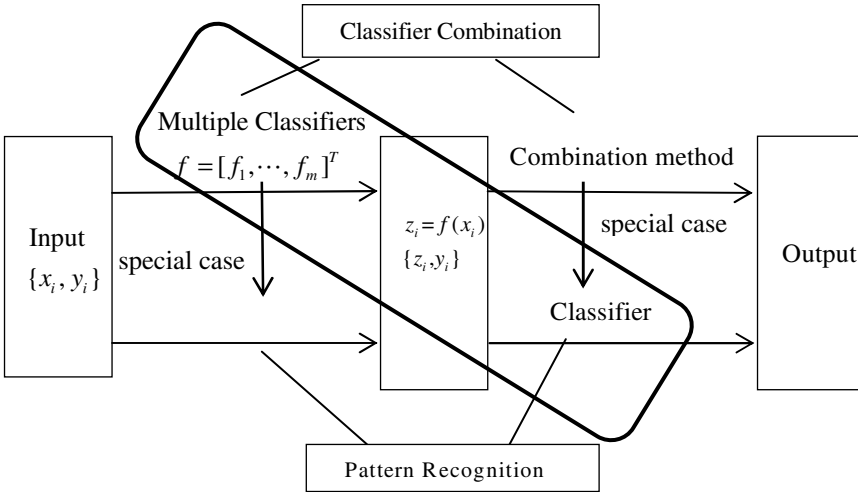 Classifier Combination
Multiple Classifiers
f = [f₁,⋯,f_m]^T
Combination method
Input
{x_i, y_i}
special case
z_i = f(x_i)
{z_i, y_i}
special case
Output
Classifier
Pattern Recognition